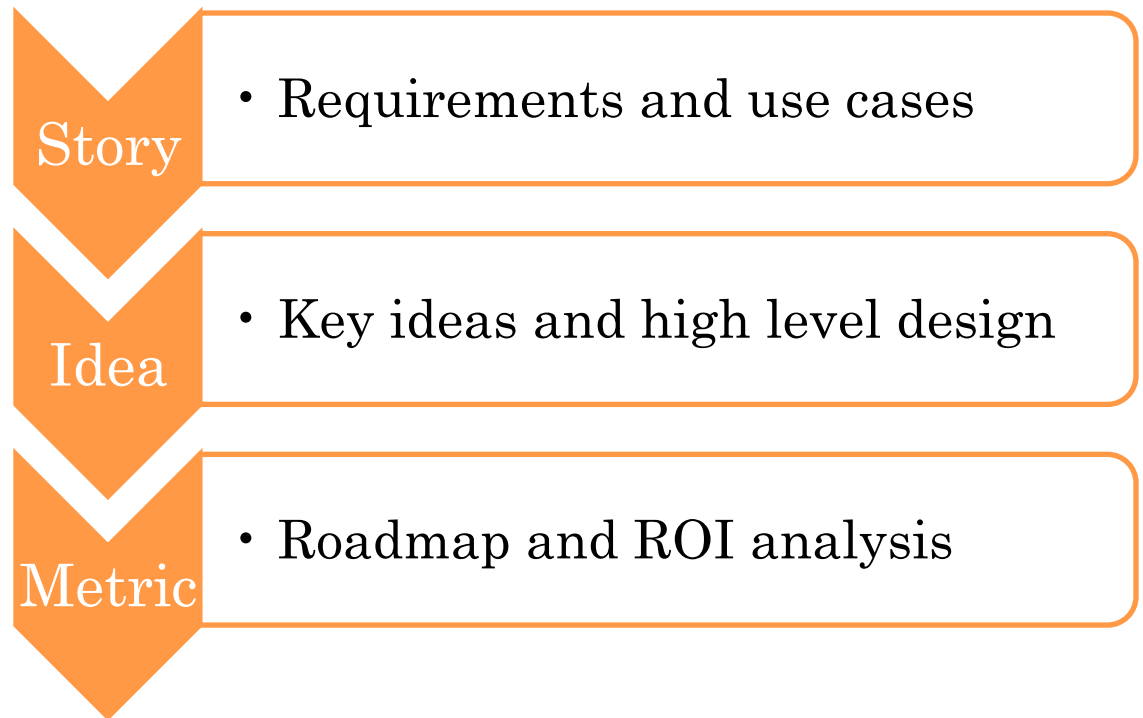 Story
• Requirements and use cases
Idea
• Key ideas and high level design
Metric
• Roadmap and ROI analysis